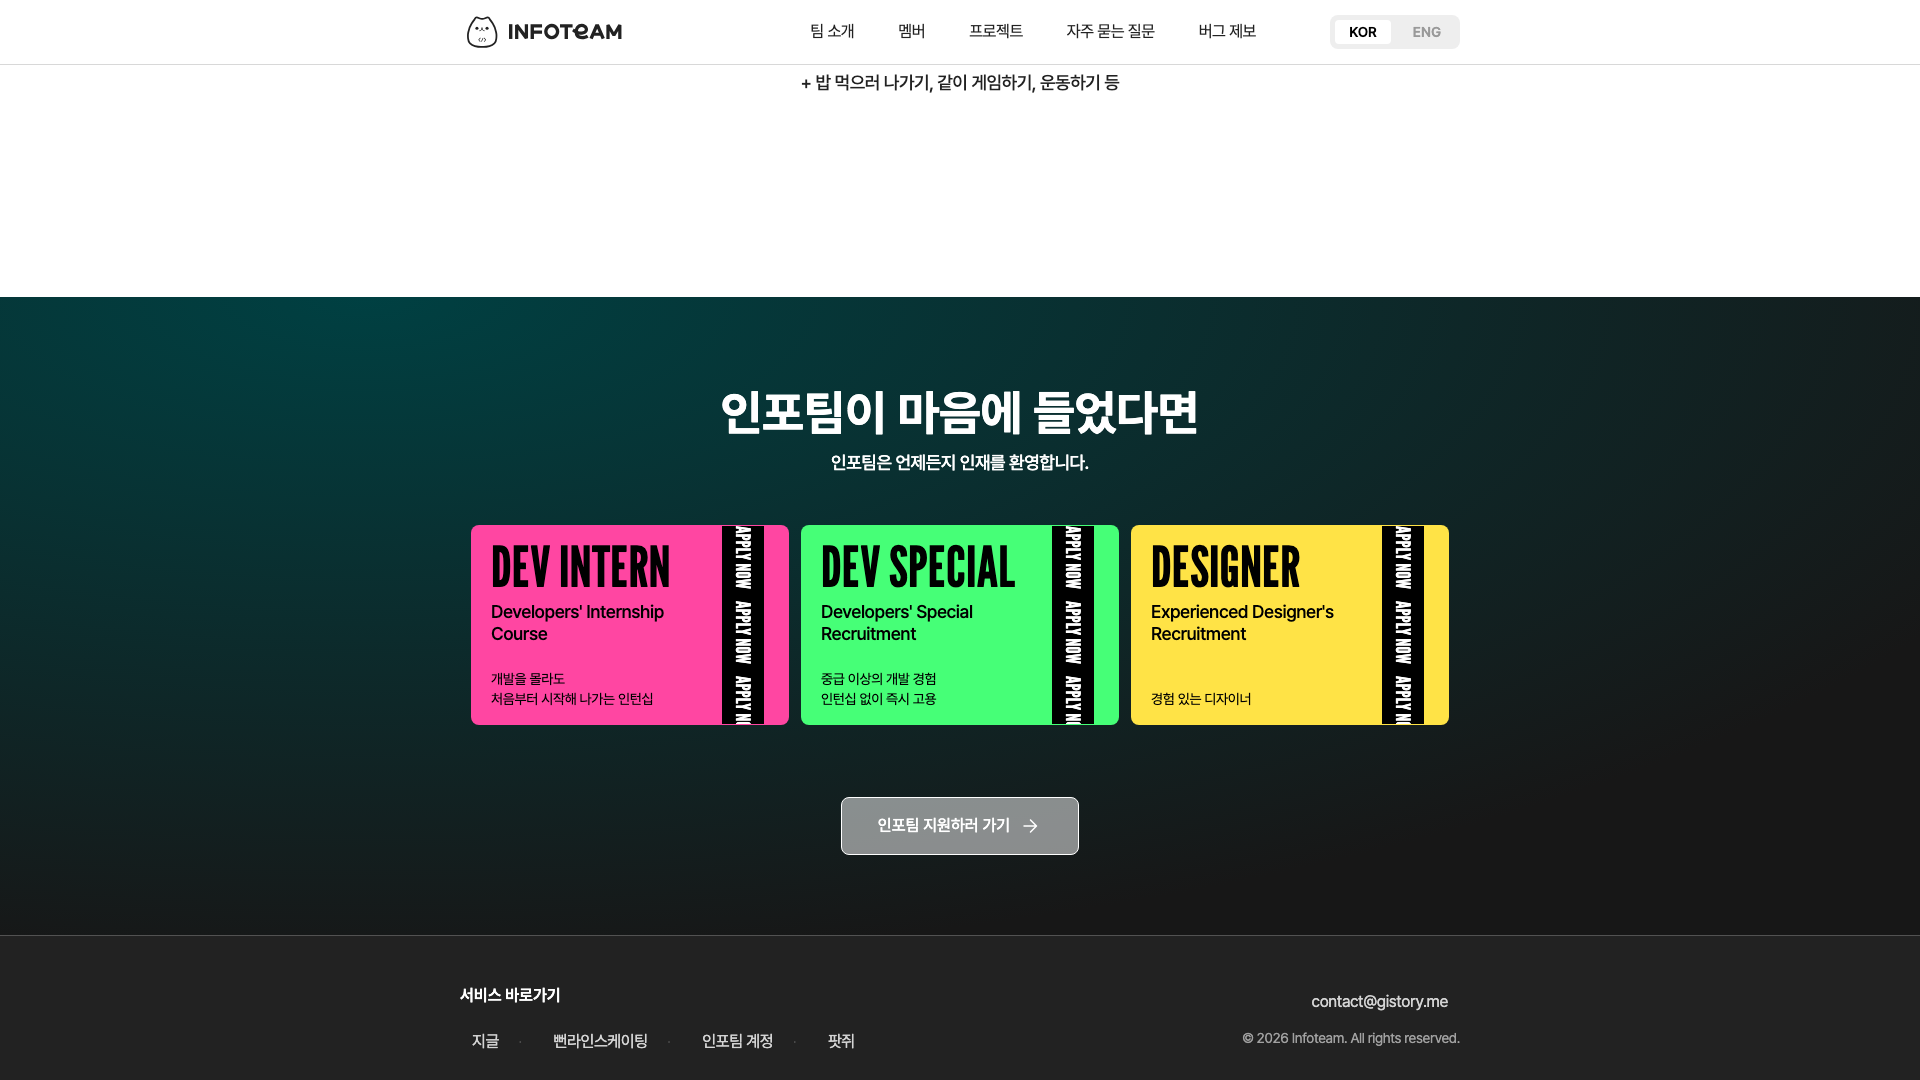 INFOTEAM
팀 소개
멤버
프로젝트
자주 묻는 질문
버그 제보
KOR
ENG
+ 밥 먹으러 나가기, 같이 게임하기, 운동하기 등
인포팀이 마음에 들었다면
인포팀은 언제든지 인재를 환영합니다.
DEV INTERN
Developers' Internship
Course
개발을 몰라도
처음부터 시작해 나가는 인턴십
APPLY NOW APPLY NOW APPLY NO
DEV SPECIAL
Developers' Special
Recruitment
중급 이상의 개발 경험
인턴십 없이 즉시 고용
APPLY NOW APPLY NOW APPLY NO
DESIGNER
Experienced Designer's
Recruitment
경험 있는 디자이너
APPLY NOW APPLY NOW APPLY NO
인포팀 지원하러 가기 →
서비스 바로가기
지글 · 뻔라인스케이팅 · 인포팀 계정 · 팟쥐
contact@gistory.me
© 2026 Infoteam. All rights reserved.